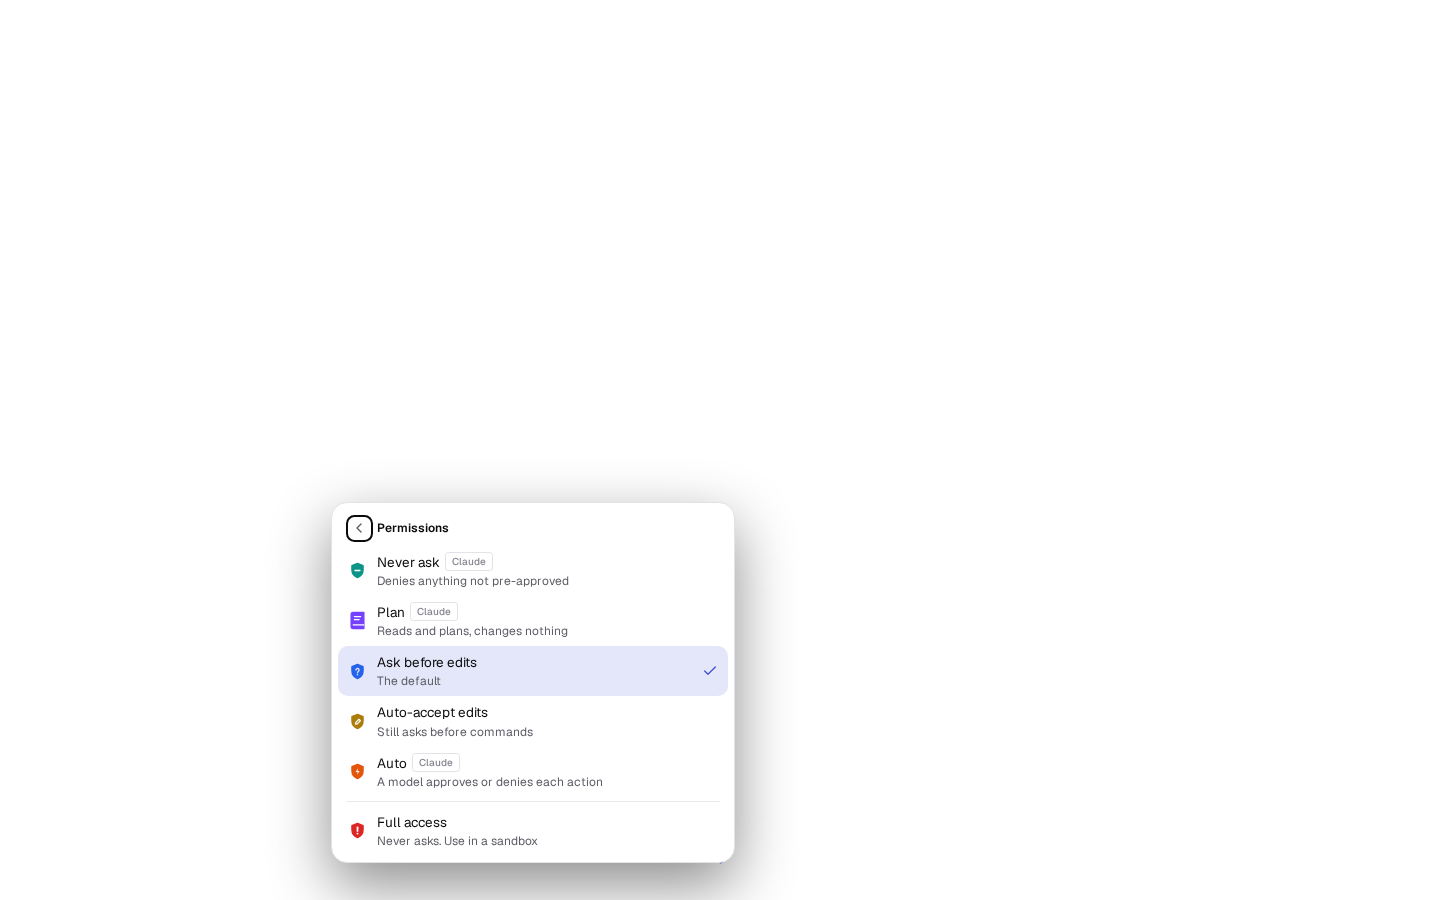 Permissions
Never ask Claude
Denies anything not pre-approved
Plan Claude
Reads and plans, changes nothing
Ask before edits
The default
Auto-accept edits
Still asks before commands
Auto Claude
A model approves or denies each action
Full access
Never asks. Use in a sandbox